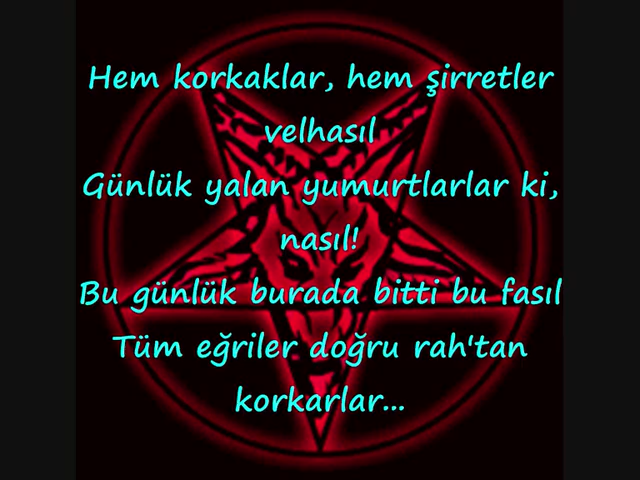 Hem korkaklar, hem şirretler
velhasıl
Günlük yalan yumurtlarlar ki,
nasıl!
Bu günlük burada bitti bu fasıl
Tüm eğriler doğru rah'tan
korkarlar...